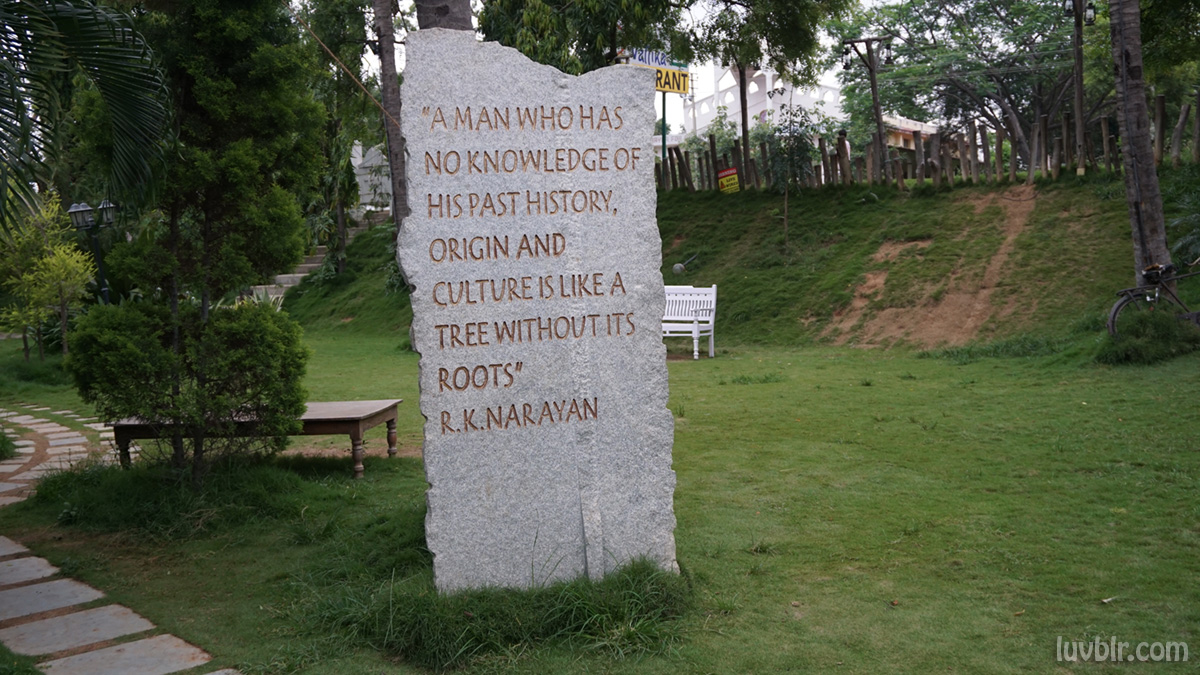 "A MAN WHO HAS
NO KNOWLEDGE OF
HIS PAST HISTORY,
ORIGIN AND
CULTURE IS LIKE A
TREE WITHOUT ITS
ROOTS"
R.K.NARAYAN
luvblr.com